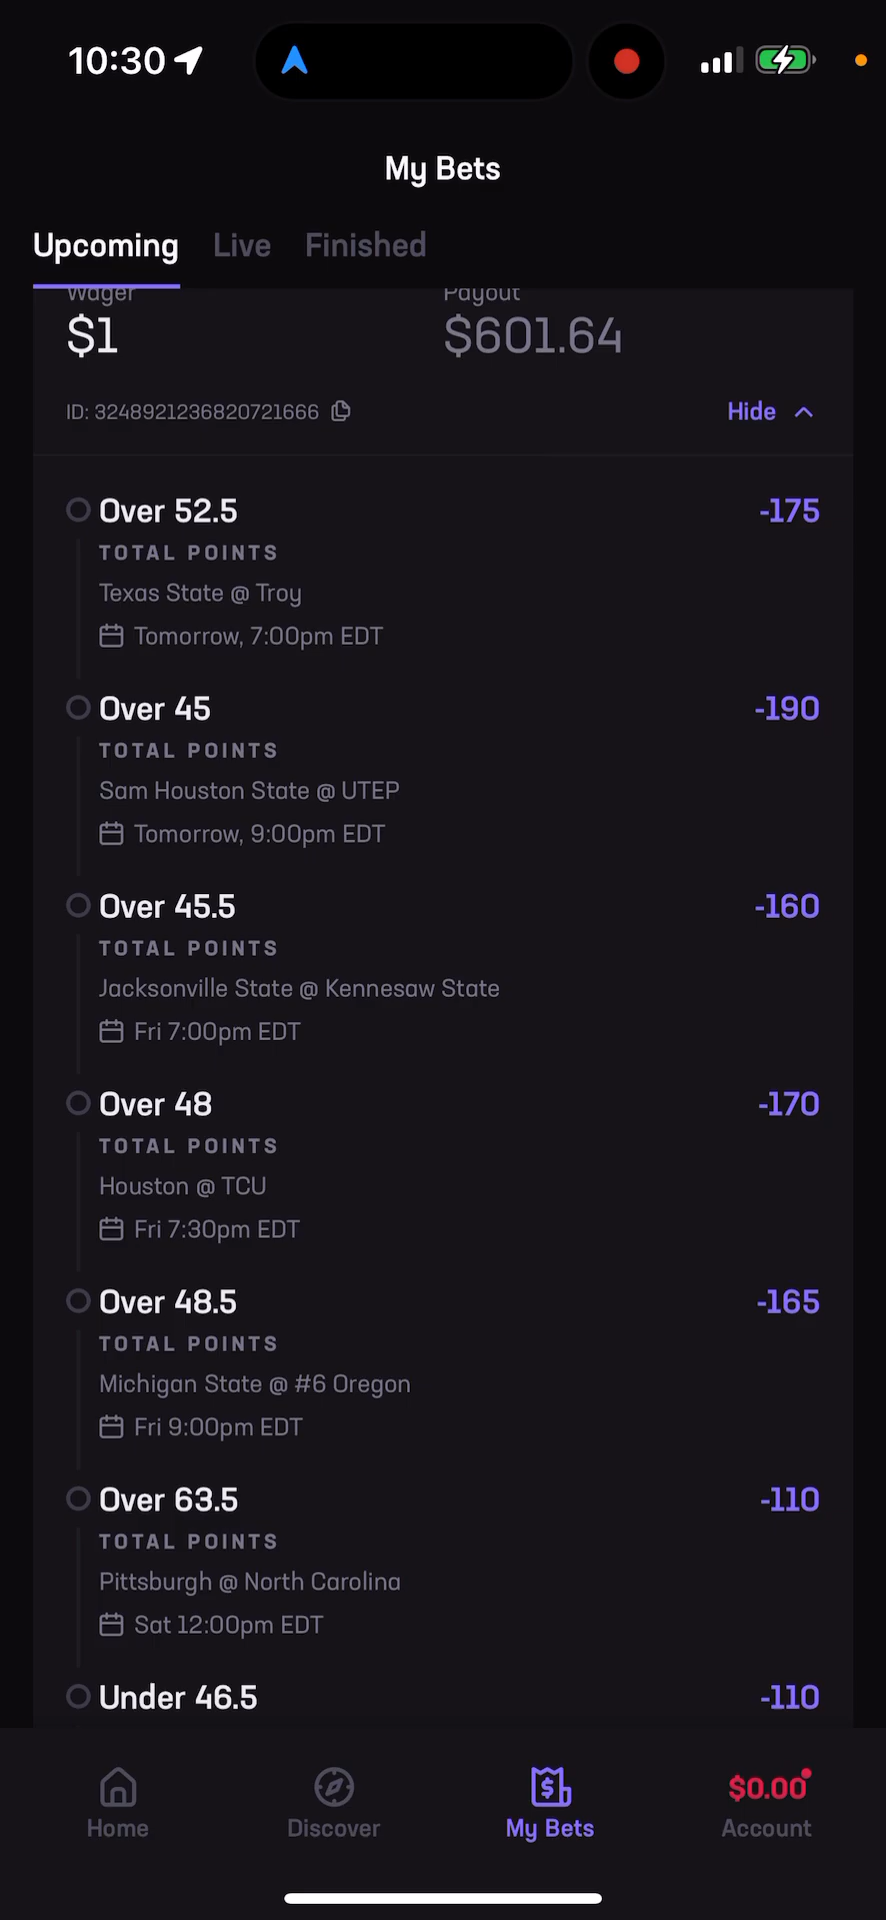 10:30
My Bets
Upcoming Live Finished
Wager Payout
$1 $601.64
ID: 3248921236820721666 Hide
Over 52.5 -175
TOTAL POINTS
Texas State @ Troy
Tomorrow, 7:00pm EDT
Over 45 -190
TOTAL POINTS
Sam Houston State @ UTEP
Tomorrow, 9:00pm EDT
Over 45.5 -160
TOTAL POINTS
Jacksonville State @ Kennesaw State
Fri 7:00pm EDT
Over 48 -170
TOTAL POINTS
Houston @ TCU
Fri 7:30pm EDT
Over 48.5 -165
TOTAL POINTS
Michigan State @ #6 Oregon
Fri 9:00pm EDT
Over 63.5 -110
TOTAL POINTS
Pittsburgh @ North Carolina
Sat 12:00pm EDT
Under 46.5 -110
$0.00
Home Discover My Bets Account